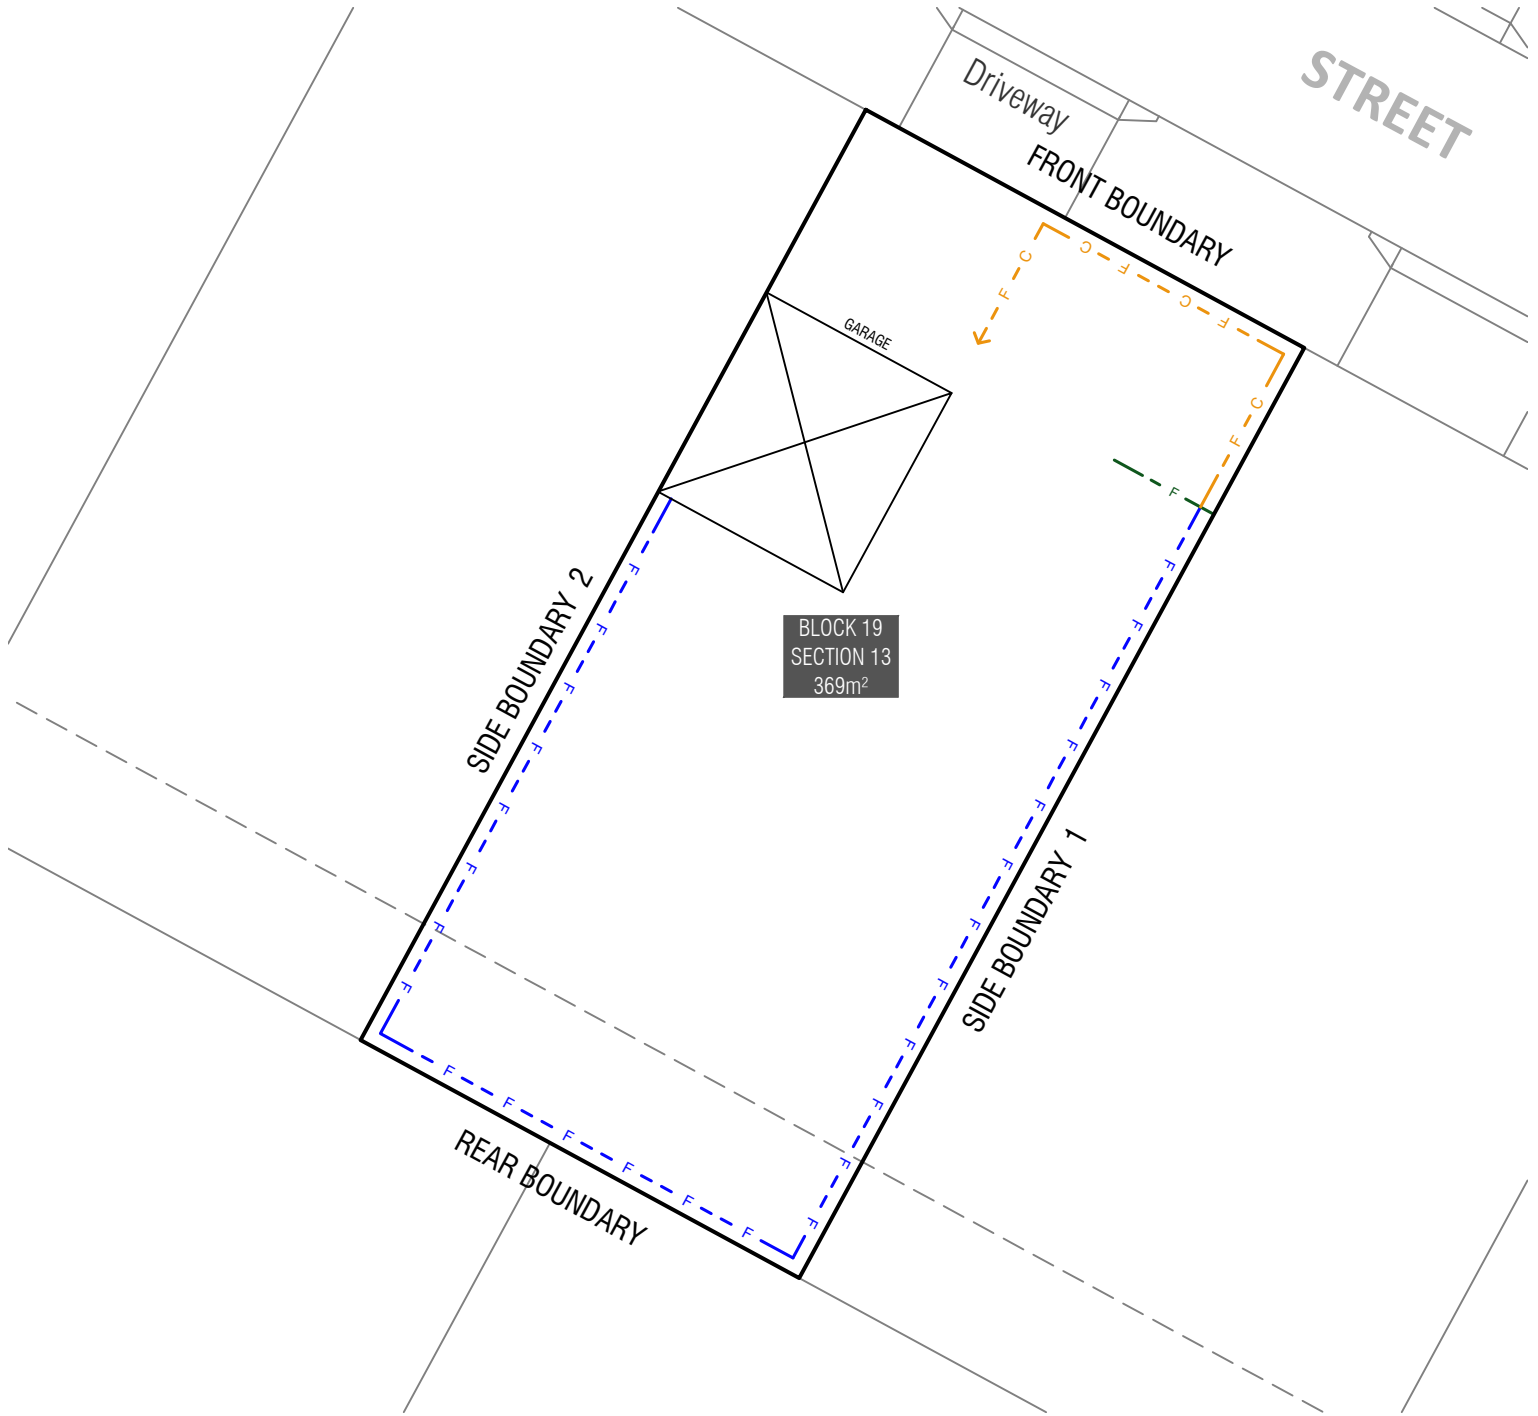 STREET
Driveway
FRONT BOUNDARY
C F C F
C F
C F
GARAGE
F
BLOCK 19
SECTION 13
369m²
SIDE BOUNDARY 2
F F F F F F F F
SIDE BOUNDARY 1
F F F F F F F F F F F F
F F F F F F
REAR BOUNDARY